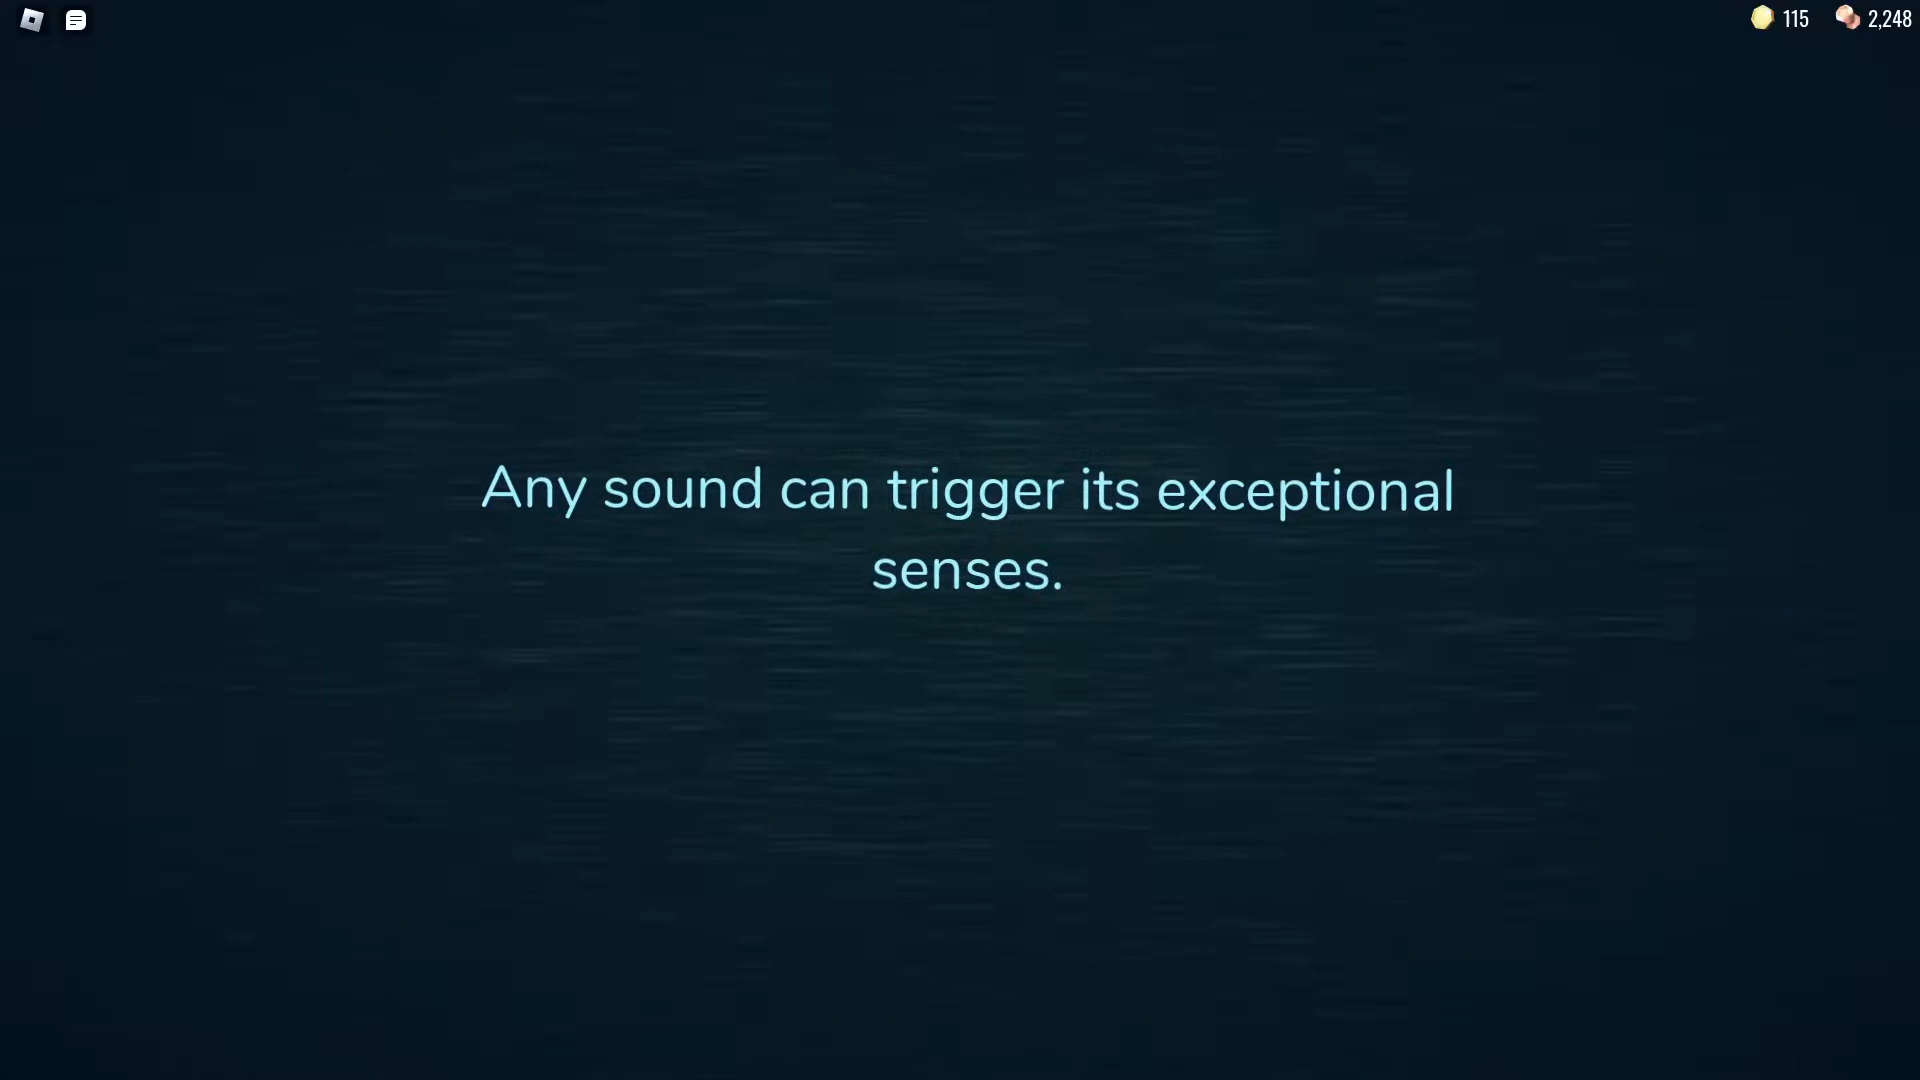 115 2,248
Any sound can trigger its exceptional
senses.